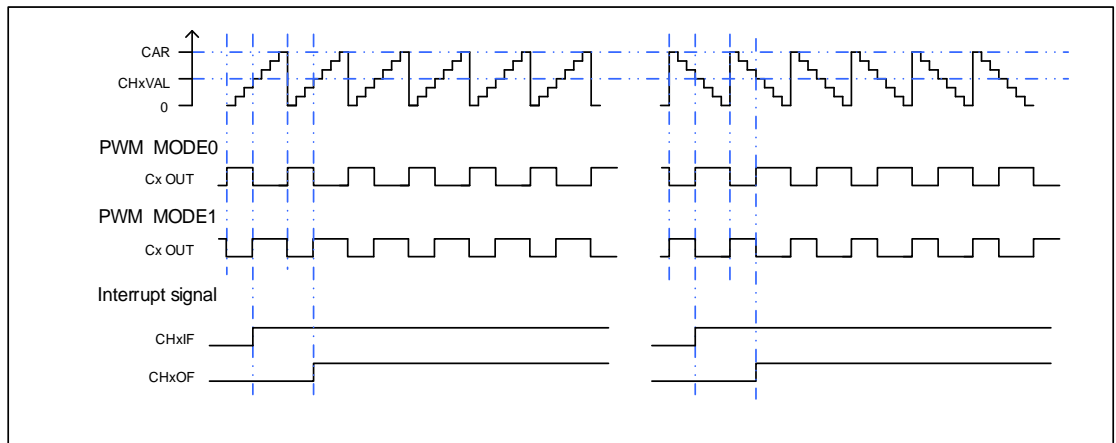 CAR
CHxVAL
0
PWM MODE0
Cx OUT
PWM MODE1
Cx OUT
Interrupt signal
CHxIF
CHxOF